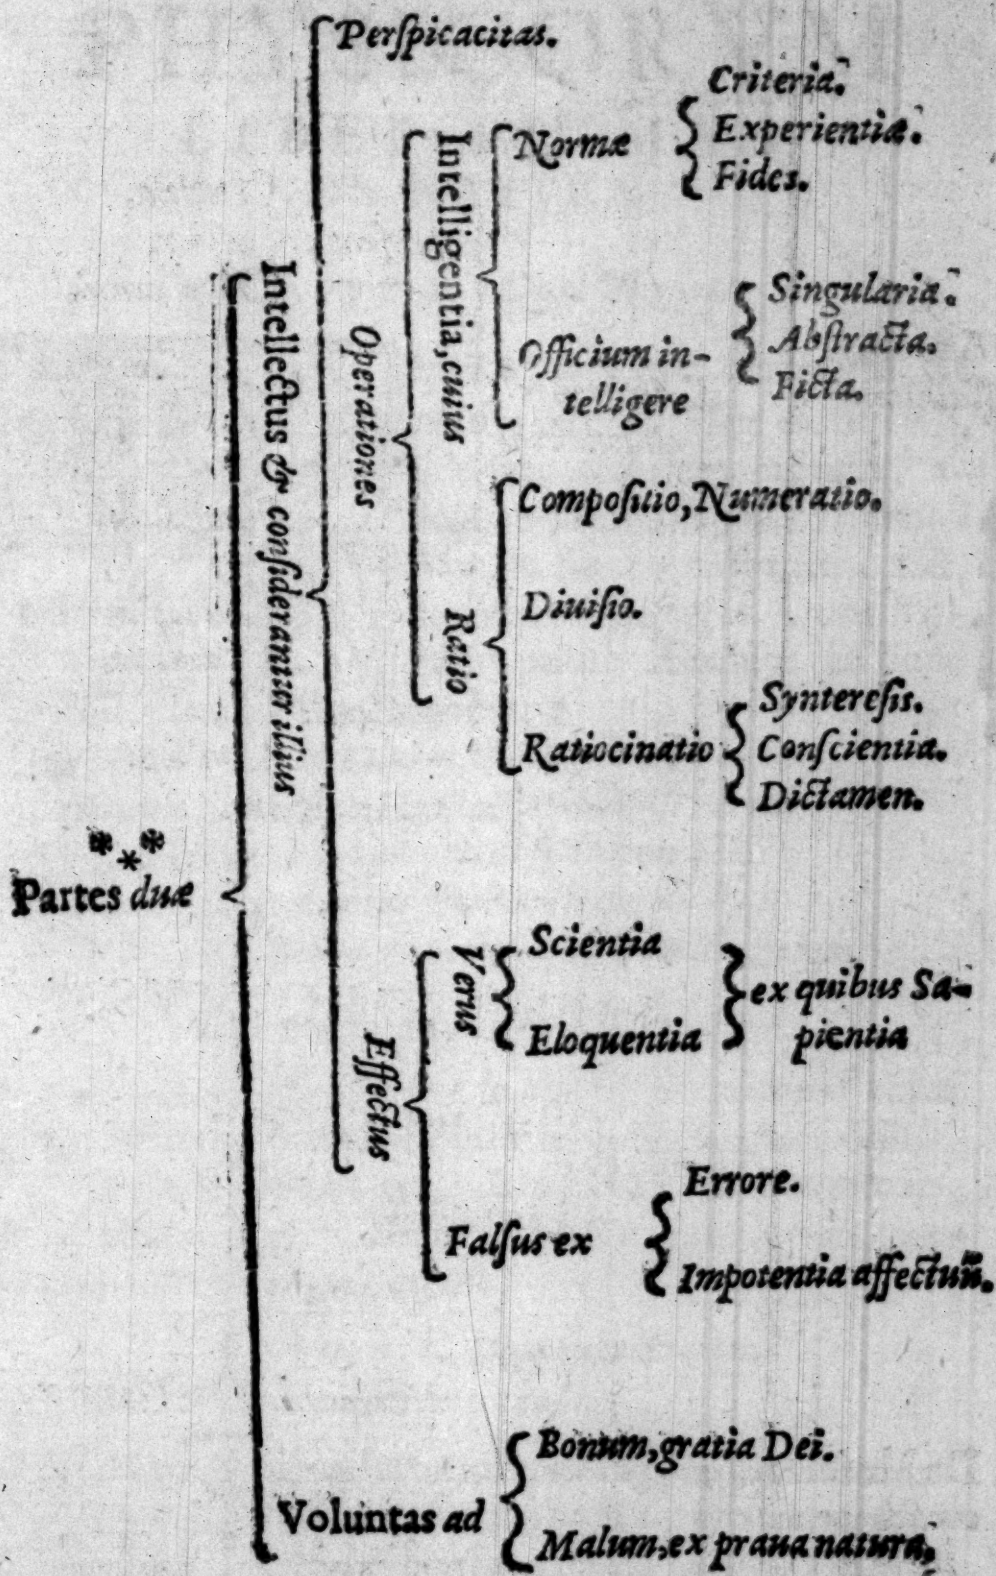 Perſpicacitas.
Criteria.
Normæ
Experientiæ.
Fides.
Intelligentia, cuius
Officium in-
telligere
Singularia.
Abſtracta.
Ficta.
Operationes
Intellectus & conſiderantur illius
Compoſitio, Numeratio.
Diuiſio.
Ratio
Ratiocinatio
Syntereſis.
Conſcientia.
Dictamen.
⁎ ⁎ ⁎
Partes duæ
Verus
Scientia
Eloquentia
ex quibus Sa-
pientia
Effectus
Falſus ex
Errore.
Impotentia affectuũ.
Voluntas ad
Bonum, gratia Dei.
Malum, ex praua natura.